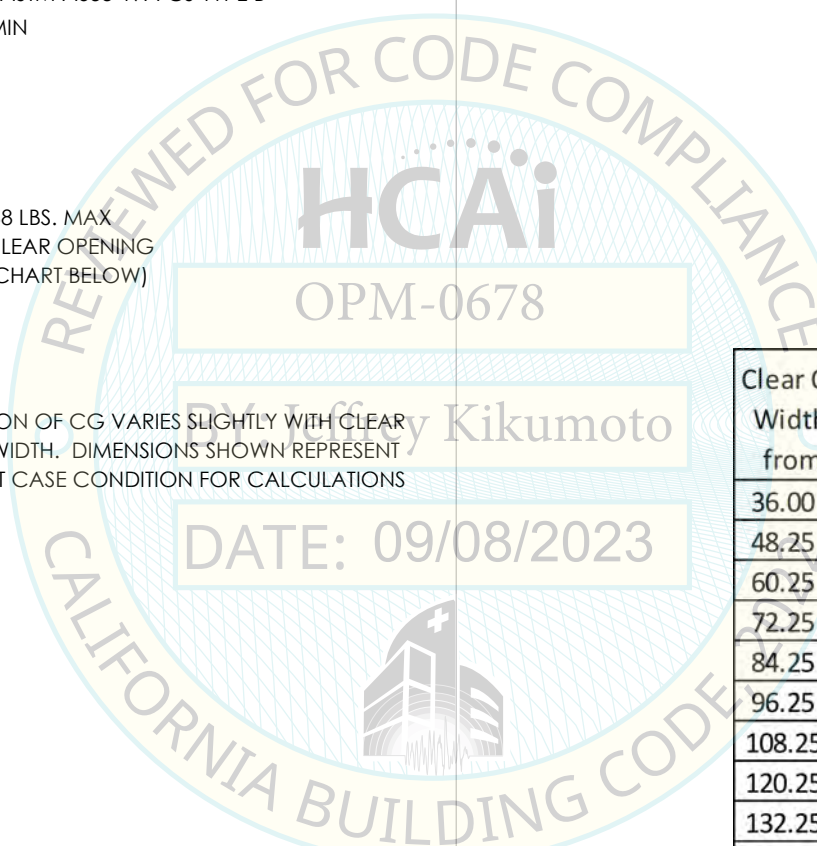 MIN
8 LBS. MAX
LEAR OPENING
CHART BELOW)
ON OF CG VARIES SLIGHTLY WITH CLEAR
WIDTH. DIMENSIONS SHOWN REPRESENT
T CASE CONDITION FOR CALCULATIONS
REVIEWED FOR CODE COMPLIANCE
HCAi
OPM-0678
BY: Jeffrey Kikumoto
DATE: 09/08/2023
CALIFORNIA BUILDING CODE, 2022
Clear
Width
from
36.00
48.25
60.25
72.25
84.25
96.25
108.25
120.25
132.25